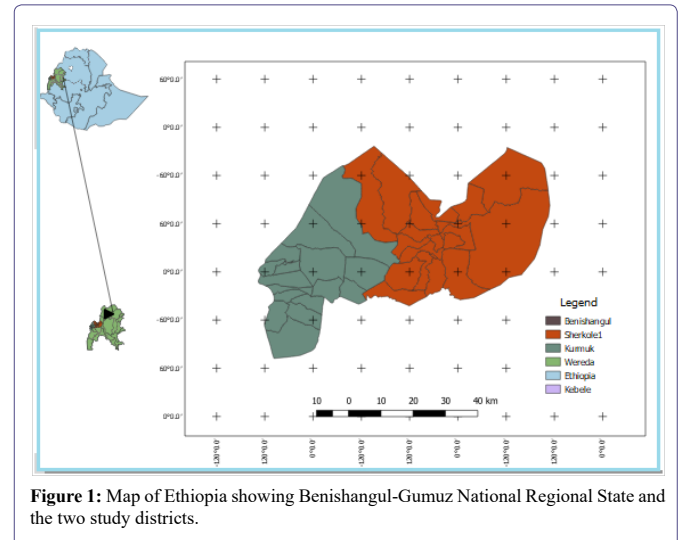 60°0.0'
0°0.0'
-60°0.0'
60°0.0'
0°0.0'
-60°0.0'
60°0.0'
0°0.0'
Legend
Benishangul
Sherkole1
Kurmuk
Wereda
Ethiopia
Kebele
10 0 10 20 30 40 km
-120°0.0' -120°0.0' 0°0.0' -120°0.0' 0°0.0' -120°0.0' -120°0.0' 0°0.0'
Figure 1: Map of Ethiopia showing Benishangul-Gumuz National Regional State and
the two study districts.